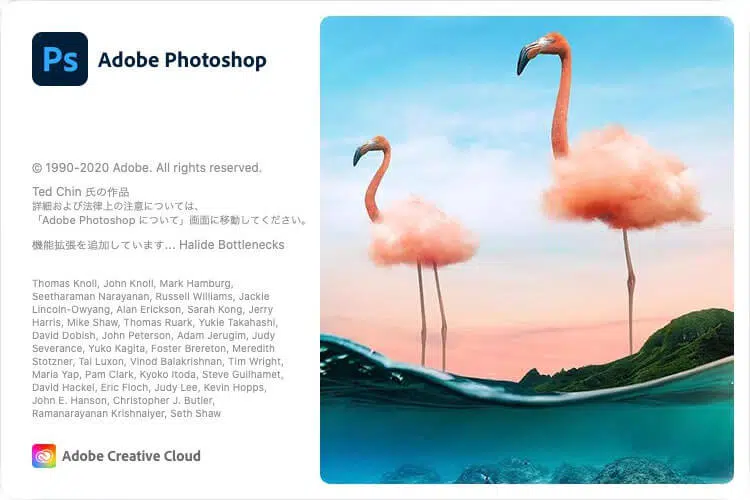 Ps Adobe Photoshop
© 1990-2020 Adobe. All rights reserved.
Ted Chin 氏の作品
詳細および法律上の注意については、
「Adobe Photoshop について」画面に移動してください。
機能拡張を追加しています... Halide Bottlenecks
Thomas Knoll, John Knoll, Mark Hamburg,
Seetharaman Narayanan, Russell Williams, Jackie
Lincoln-Owyang, Alan Erickson, Sarah Kong, Jerry
Harris, Mike Shaw, Thomas Ruark, Yukie Takahashi,
David Dobish, John Peterson, Adam Jerugim, Judy
Severance, Yuko Kagita, Foster Brereton, Meredith
Stotzner, Tai Luxon, Vinod Balakrishnan, Tim Wright,
Maria Yap, Pam Clark, Kyoko Itoda, Steve Guilhamet,
David Hackel, Eric Floch, Judy Lee, Kevin Hopps,
John E. Hanson, Christopher J. Butler,
Ramanarayanan Krishnaiyer, Seth Shaw
Adobe Creative Cloud